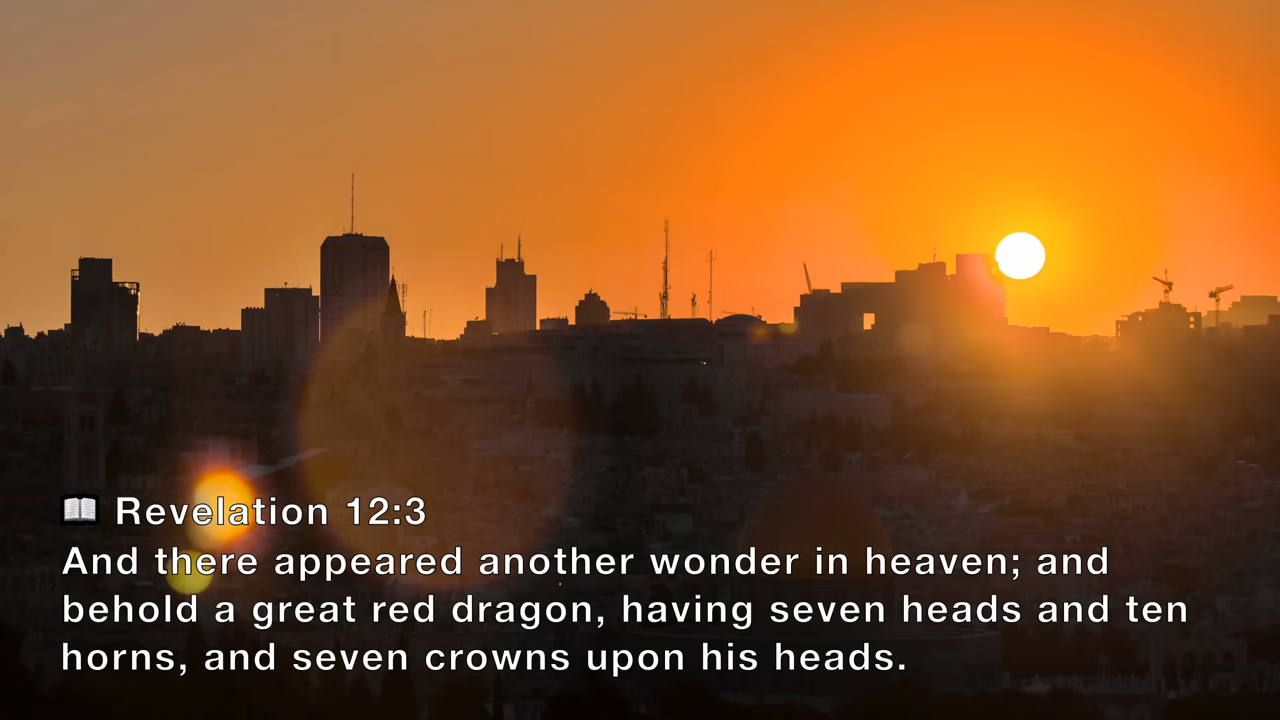 📖 Revelation 12:3
And there appeared another wonder in heaven; and
behold a great red dragon, having seven heads and ten
horns, and seven crowns upon his heads.